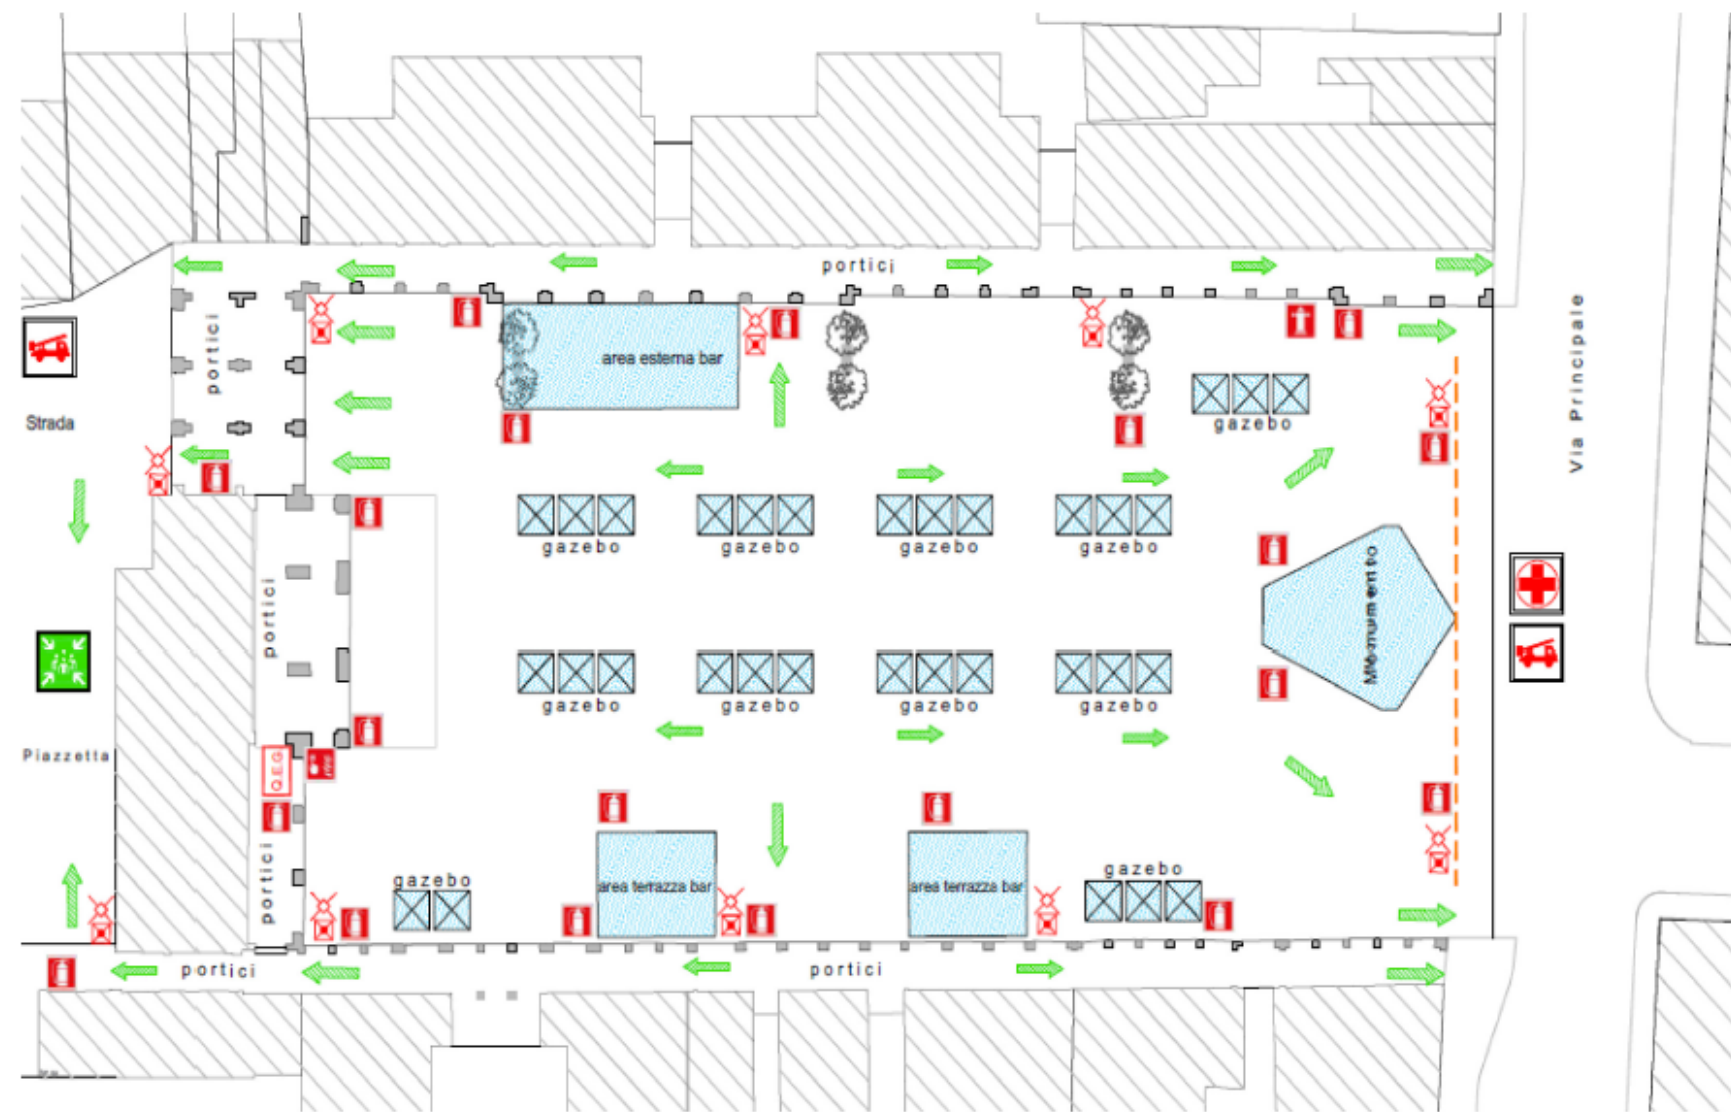 portici
portici
area esterna bar
Strada
gazebo
Via Principale
gazebo
gazebo
gazebo
gazebo
portici
Monumento
gazebo
gazebo
gazebo
gazebo
Piazzetta
Q.E.G
portici
gazebo
area terrazza bar
area terrazza bar
gazebo
portici
portici